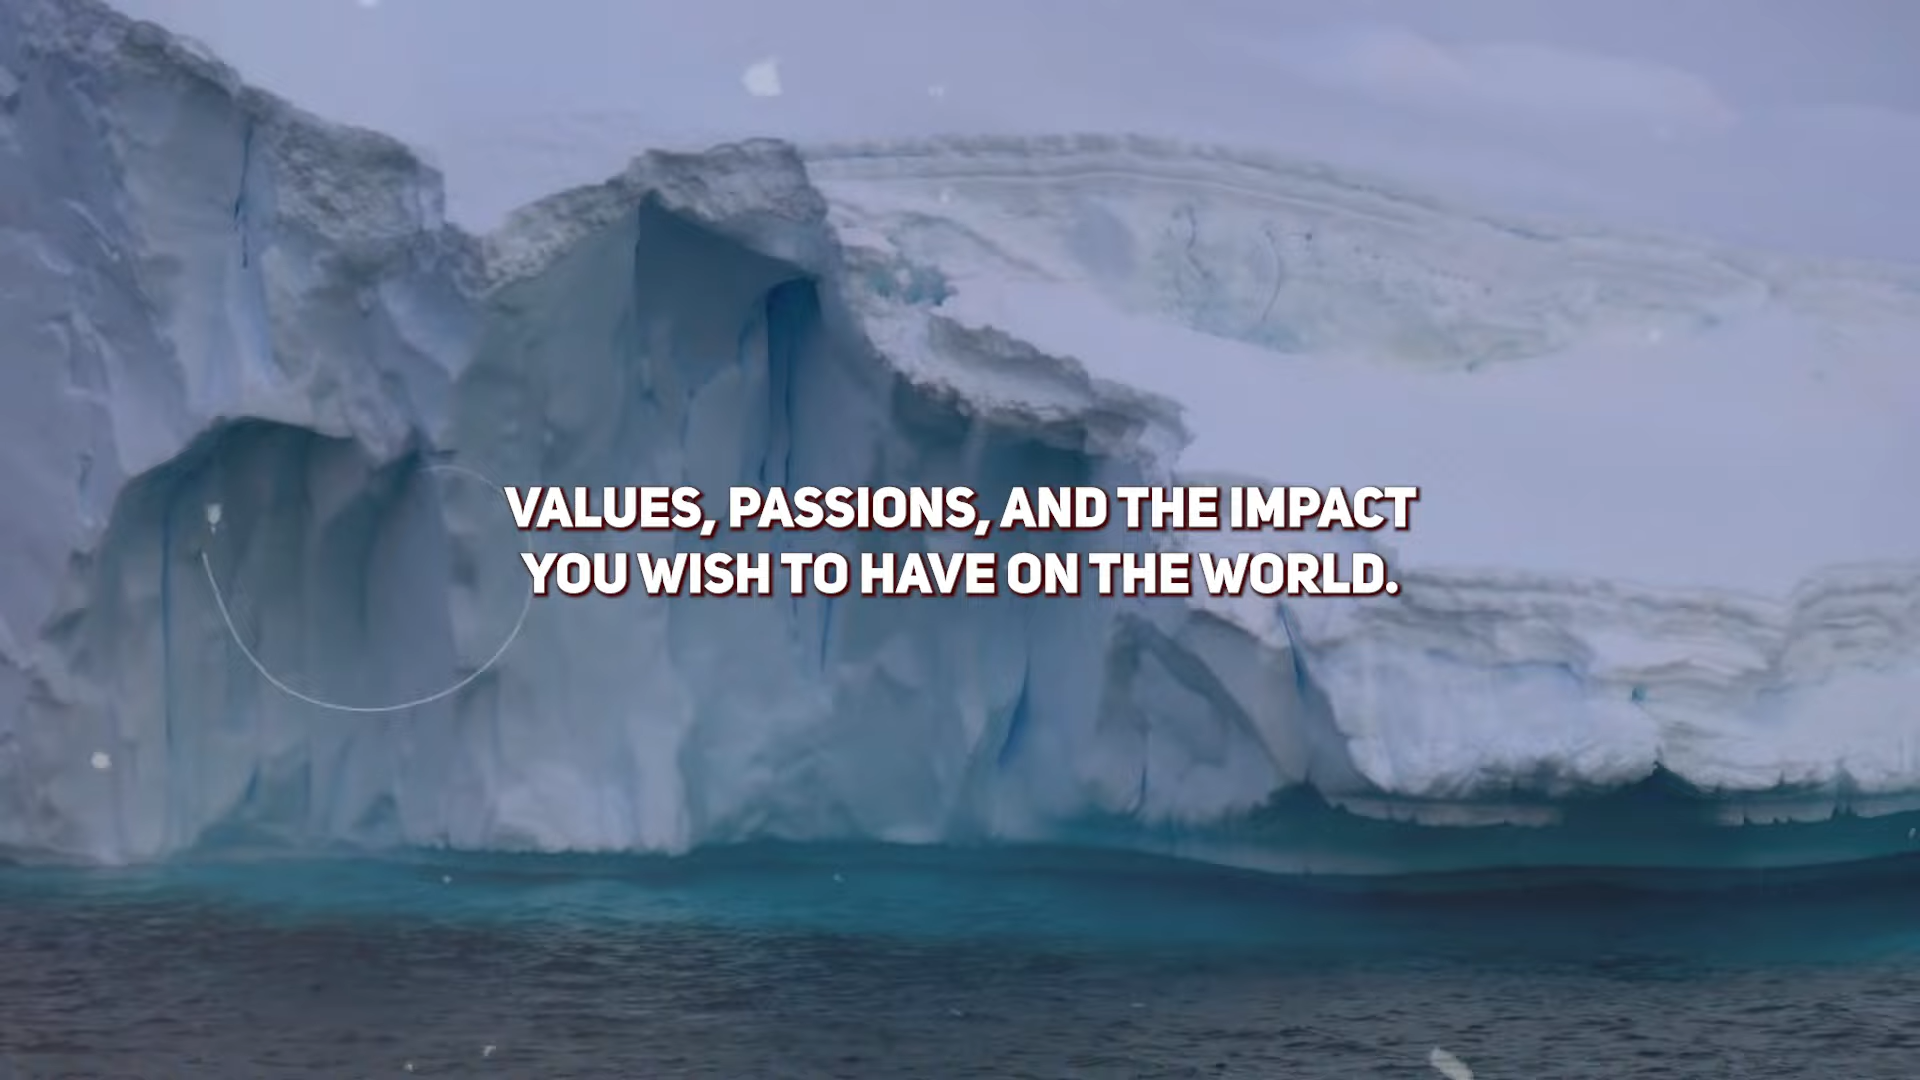 VALUES, PASSIONS, AND THE IMPACT
YOU WISH TO HAVE ON THE WORLD.